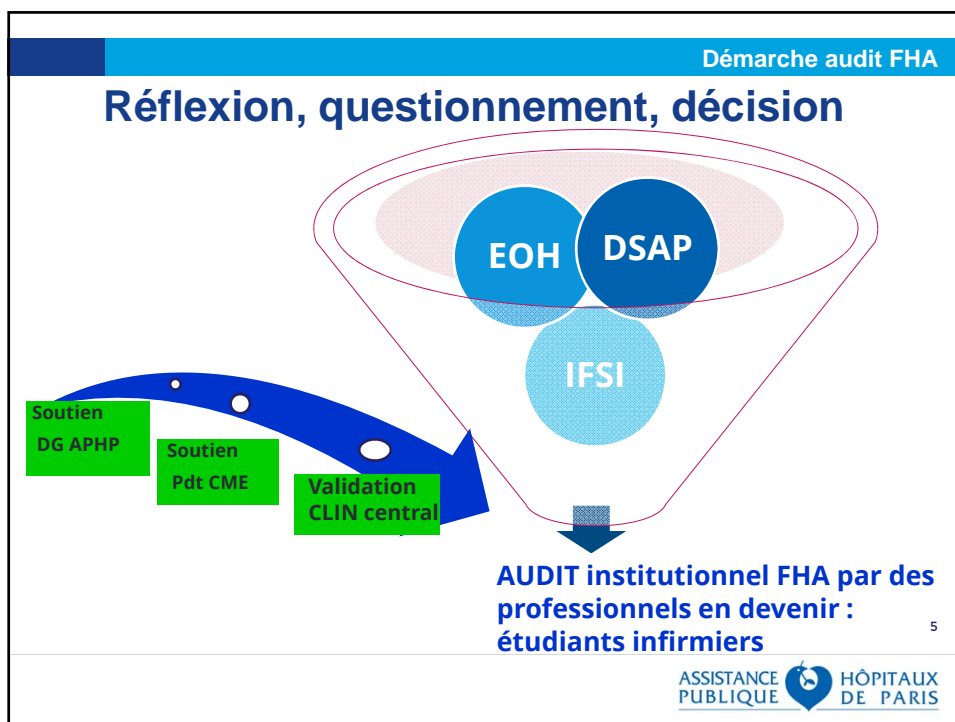 Démarche audit FHA
Réflexion, questionnement, décision
EOH
DSAP
IFSI
Soutien
DG APHP
Soutien
Pdt CME
Validation
CLIN central
AUDIT institutionnel FHA par des
professionnels en devenir :
étudiants infirmiers
5
ASSISTANCE HÔPITAUX
PUBLIQUE DE PARIS